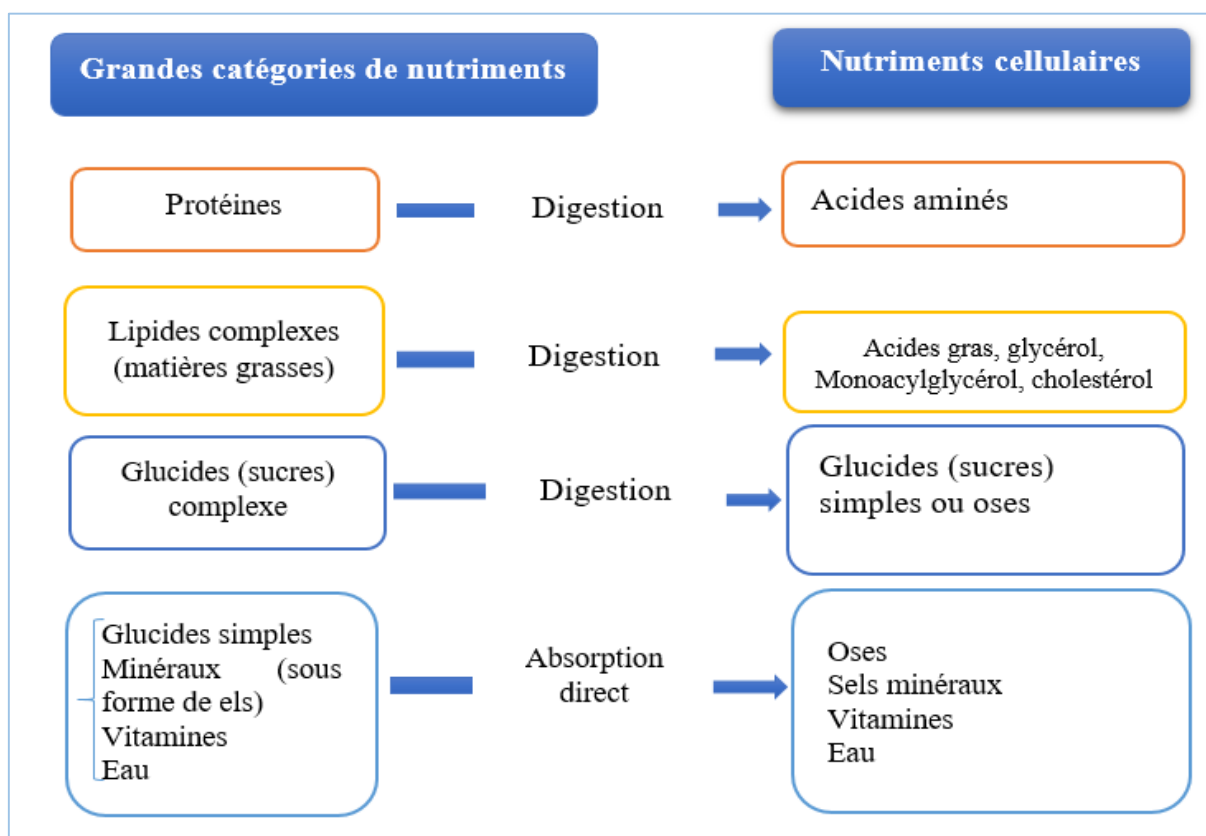 Grandes catégories de nutriments
Nutriments cellulaires
Protéines
Digestion
Acides aminés
Lipides complexes
(matières grasses)
Digestion
Acides gras, glycérol,
Monoacylglycérol, cholestérol
Glucides (sucres)
complexe
Digestion
Glucides (sucres)
simples ou oses
Glucides simples
Minéraux (sous
forme de els)
Vitamines
Eau
Absorption
direct
Oses
Sels minéraux
Vitamines
Eau